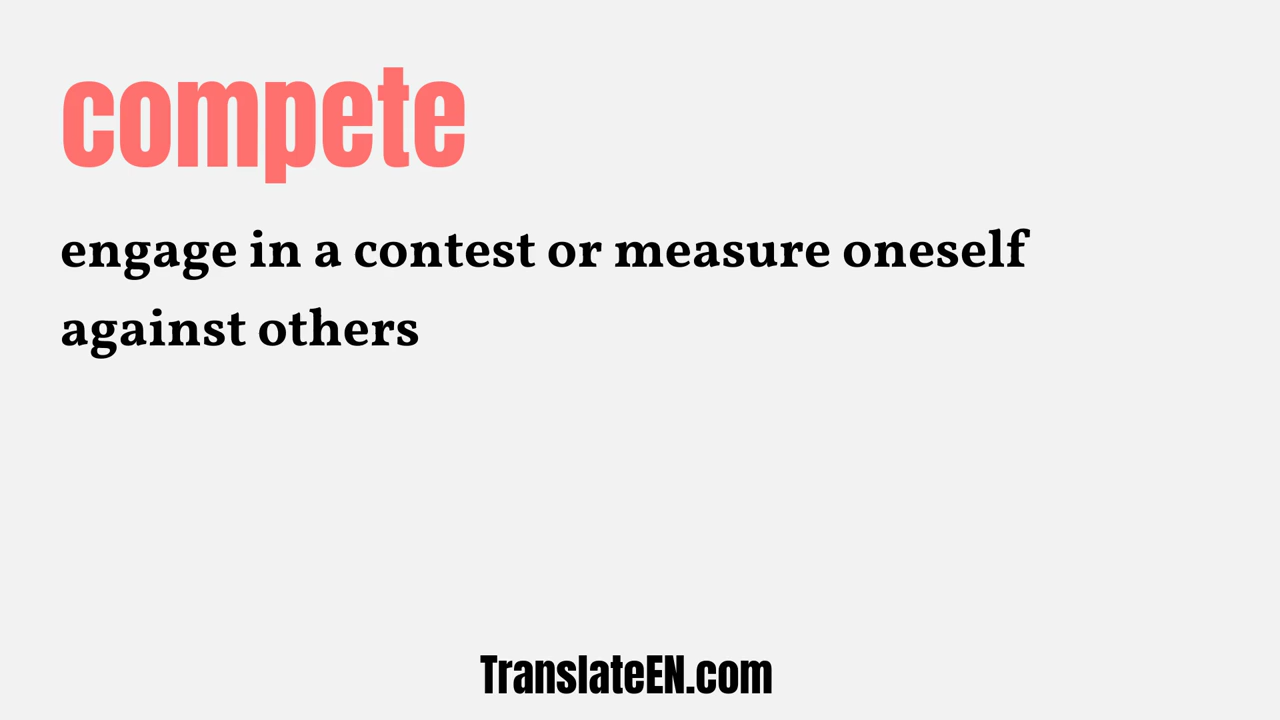 compete
engage in a contest or measure oneself
against others
TranslateEN.com